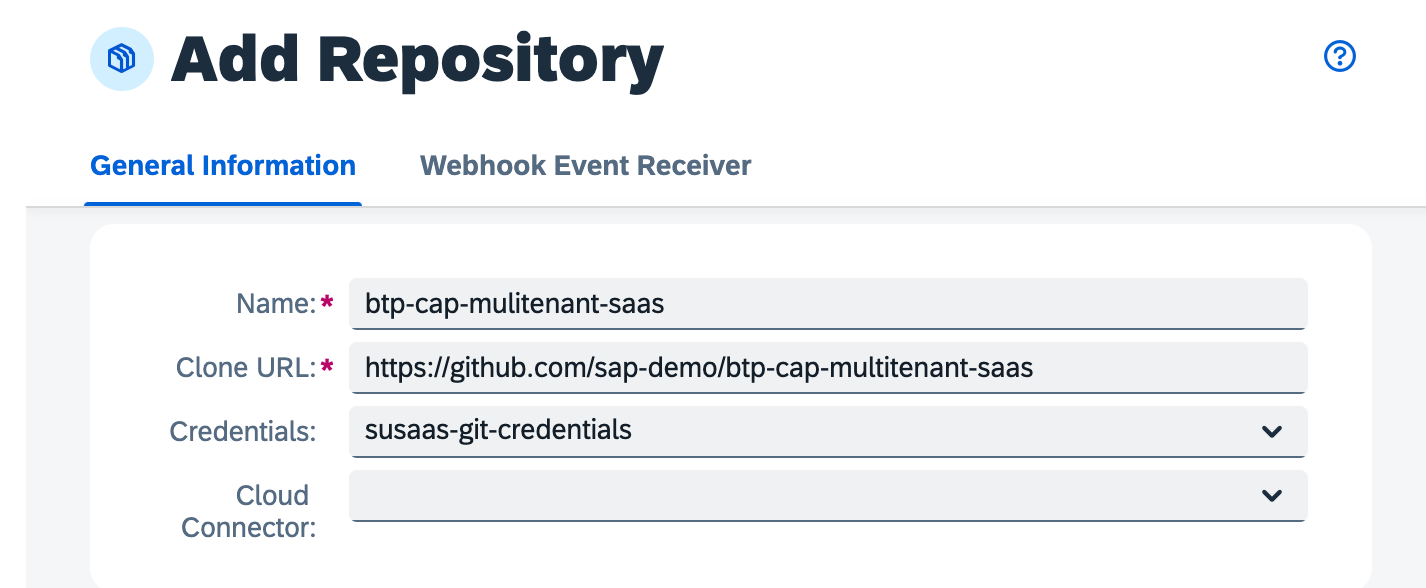 Add Repository
?
General Information Webhook Event Receiver
Name:* btp-cap-mulitenant-saas
Clone URL:* https://github.com/sap-demo/btp-cap-multitenant-saas
Credentials: susaas-git-credentials
Cloud
Connector: